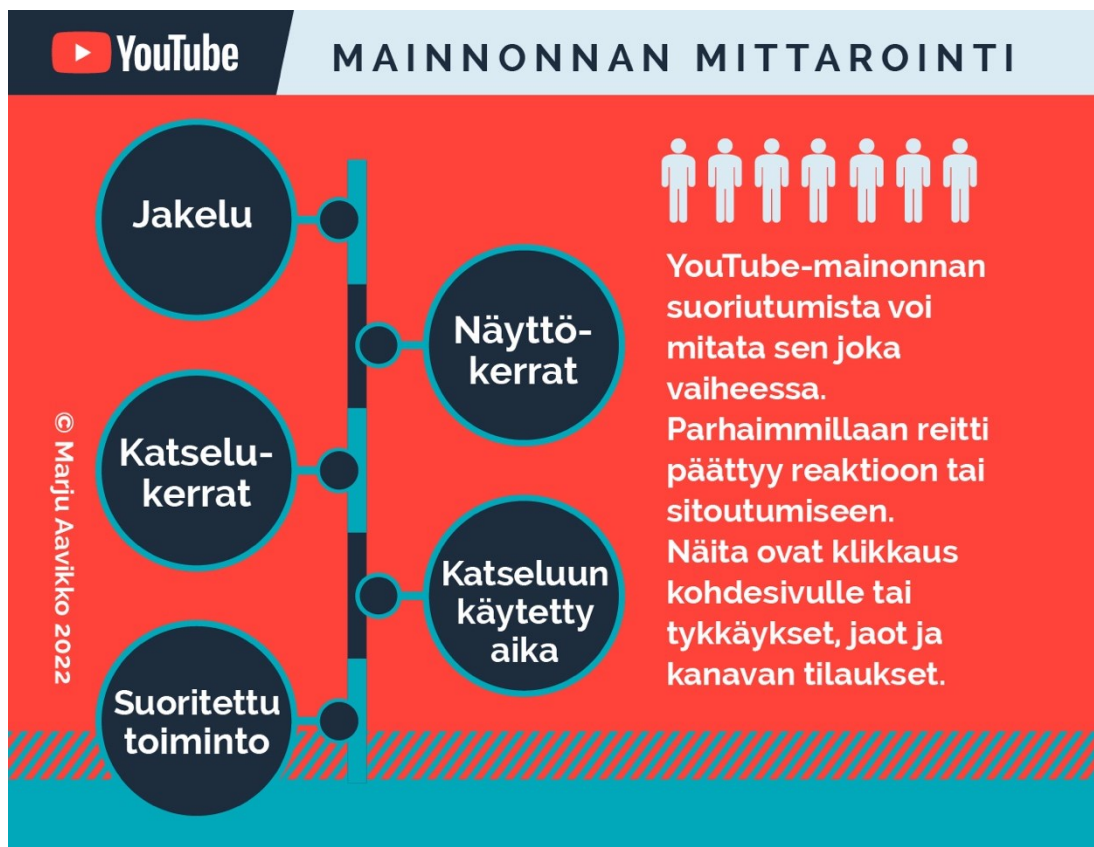 YouTube
MAINNONNAN MITTAROINTI
Jakelu
Näyttö-
kerrat
Katselu-
kerrat
Katseluun
käytetty
aika
Suoritettu
toiminto
YouTube-mainonnan
suoriutumista voi
mitata sen joka
vaiheessa.
Parhaimmillaan reitti
päättyy reaktioon tai
sitoutumiseen.
Näita ovat klikkaus
kohdesivulle tai
tykkäykset, jaot ja
kanavan tilaukset.
© Marju Aavikko 2022